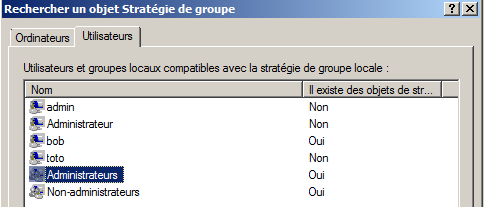 Rechercher un objet Stratégie de groupe
Ordinateurs Utilisateurs
Utilisateurs et groupes locaux compatibles avec la stratégie de groupe locale :
Nom Il existe des objets de str...
admin Non
Administrateur Non
bob Oui
toto Non
Administrateurs Oui
Non-administrateurs Oui